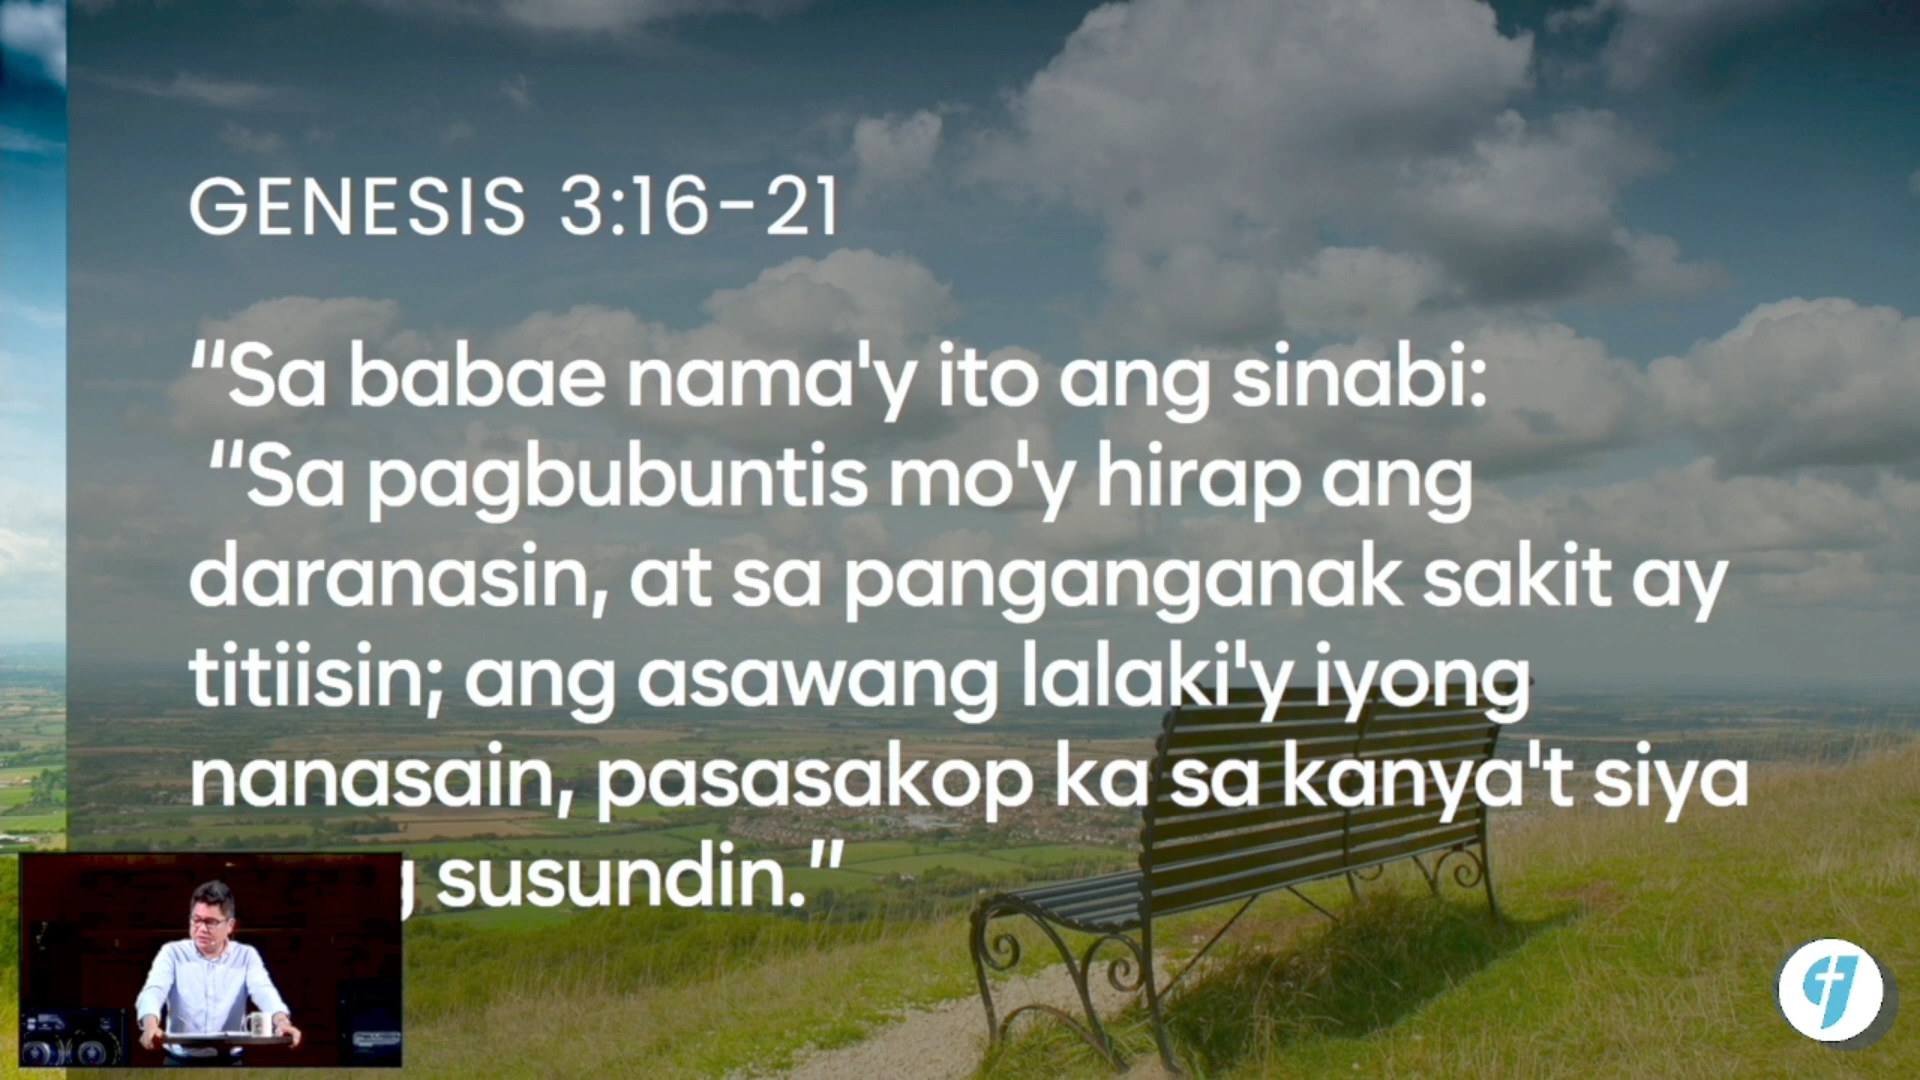 GENESIS 3:16-21
“Sa babae nama'y ito ang sinabi:
“Sa pagbubuntis mo'y hirap ang
daranasin, at sa panganganak sakit ay
titiisin; ang asawang lalaki'y iyong
nanasain, pasasakop ka sa kanya't siya
susundin.”